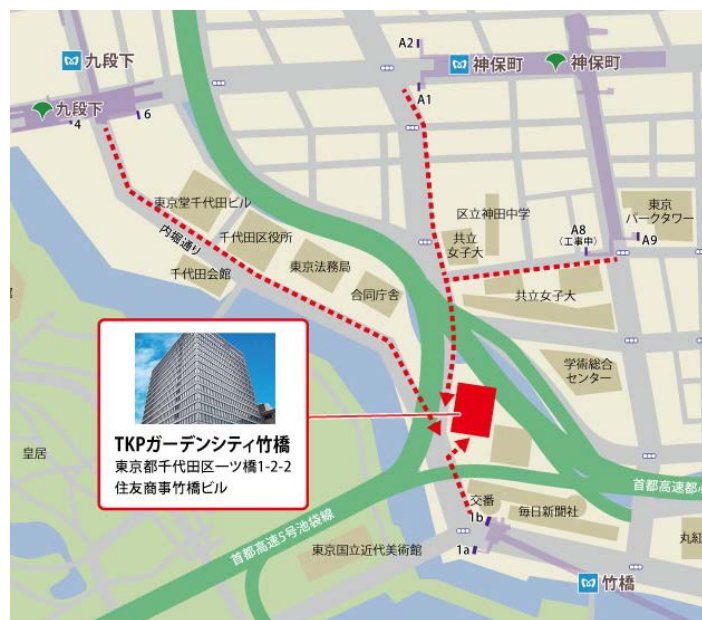 九段下
九段下
4
6
A2
神保町
神保町
A1
東京堂千代田ビル
内堀通り
千代田区役所
千代田会館
東京法務局
合同庁舎
区立神田中学
共立
女子大
A8
(工事中)
A9
東京
パークタワー
共立女子大
学術総合
センター
TKPガーデンシティ竹橋
東京都千代田区一ツ橋1-2-2
住友商事竹橋ビル
皇居
首都高速都心
首都高速5号池袋線
交番
1b
毎日新聞社
1a
東京国立近代美術館
丸紅
竹橋